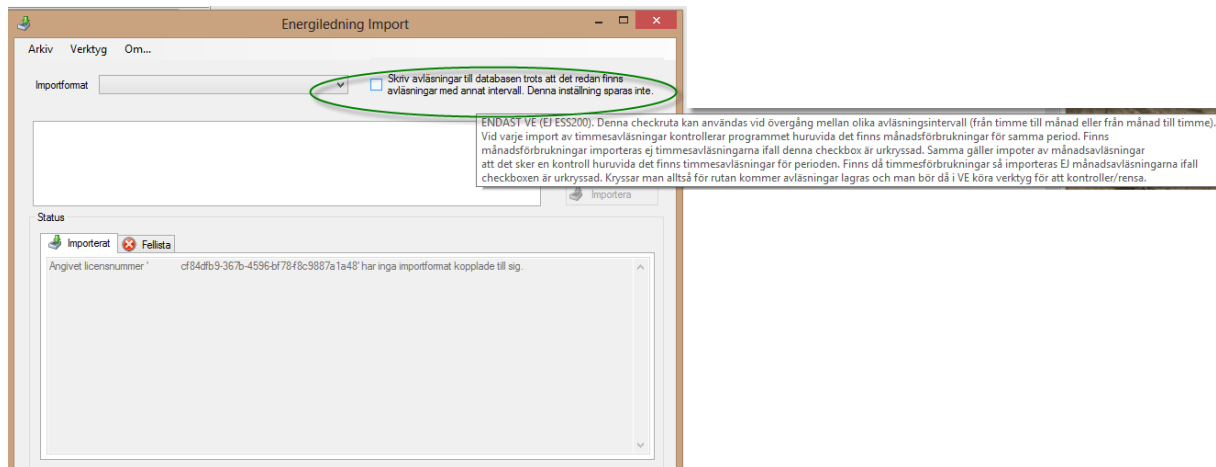 Energiledning Import
Arkiv Verktyg Om...
Importformat
Skriv avläsningar till databasen trots att det redan finns
avläsningar med annat intervall. Denna inställning sparas inte.
ENDAST VE (EJ ESS200). Denna checkruta kan användas vid övergång mellan olika avläsningsintervall (från timme till månad eller från månad till timme).
Vid varje import av timmesavläsningar kontrollerar programmet huruvida det finns månadsförbrukningar för samma period. Finns
månadsförbrukningar importeras ej timmesavläsningarna ifall denna checkbox är urkryssad. Samma gäller impoter av månadsavläsningar
att det sker en kontroll huruvida det finns timmesavläsningar för perioden. Finns då timmesförbrukningar så importeras EJ månadsavläsningarna ifall
checkboxen är urkryssad. Kryssar man alltså för rutan kommer avläsningar lagras och man bör då i VE köra verktyg för att kontroller/rensa.
Importera
Status
Importerat Fellista
Angivet licensnummer ' cf84dfb9-367b-4596-bf78-f8c9887a1a48' har inga importformat kopplade till sig.